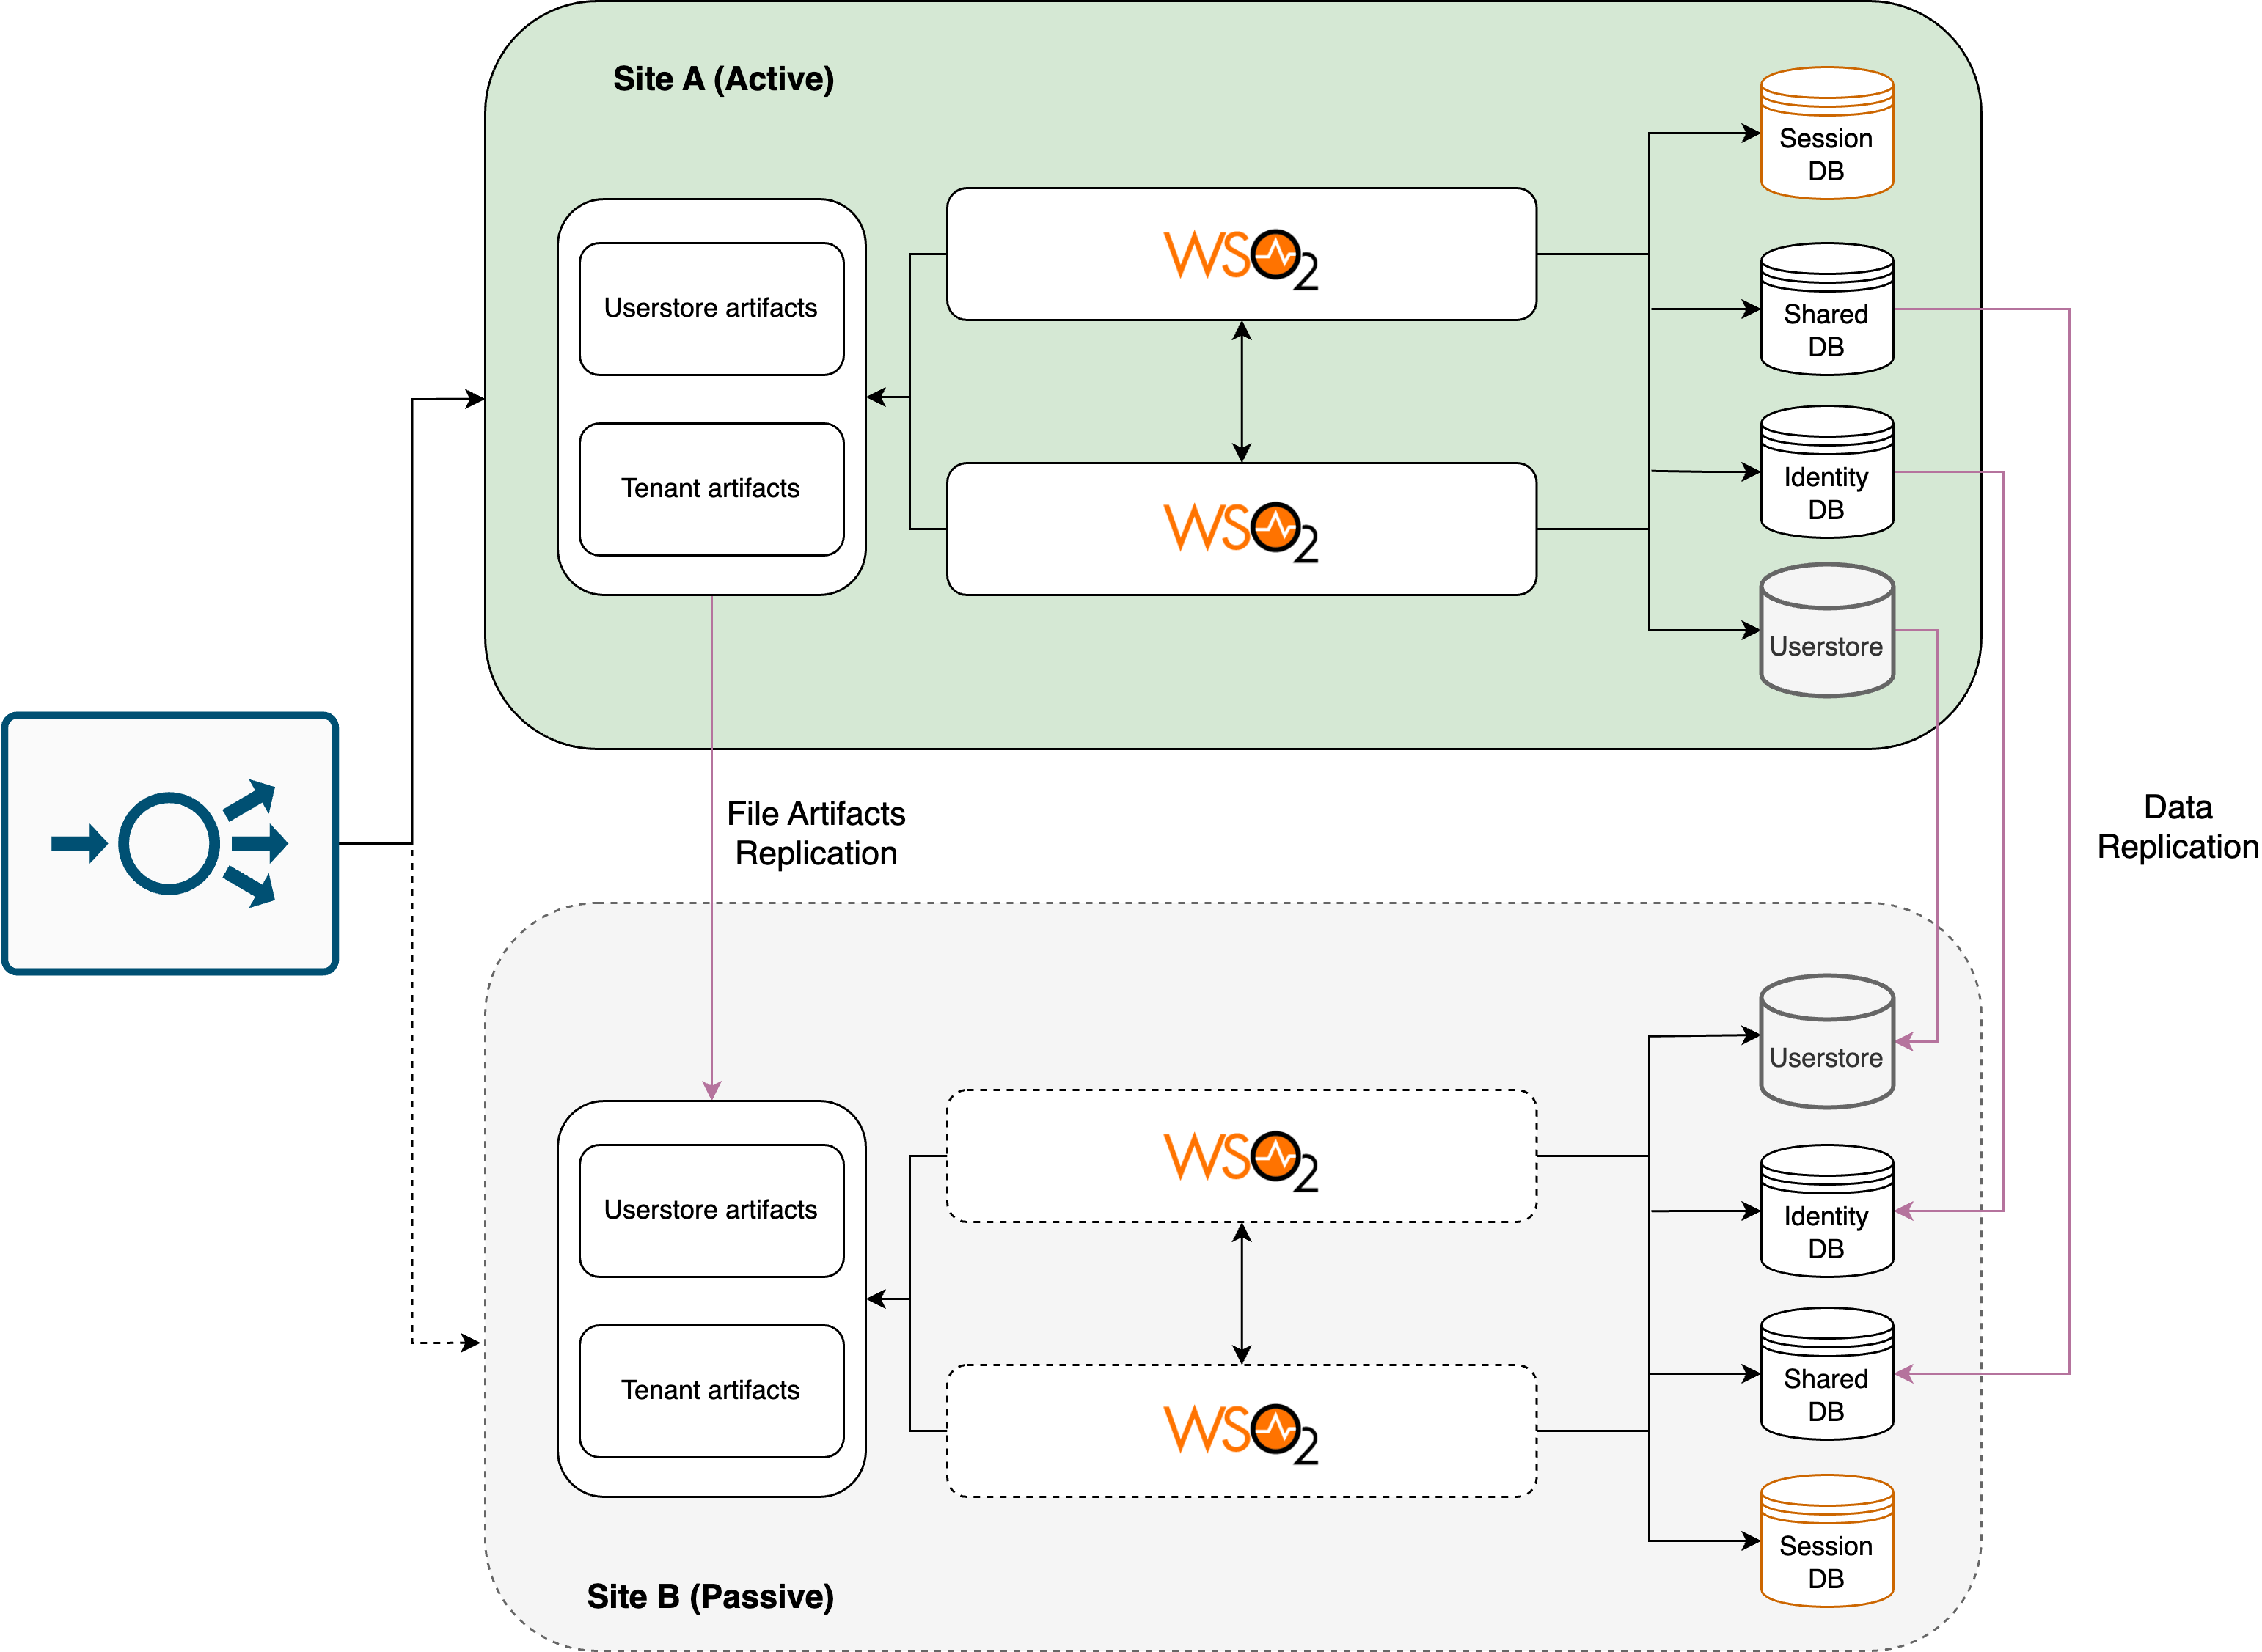 Site A (Active)
Session
DB
WSO2
Userstore artifacts
Shared
DB
Tenant artifacts
Identity
DB
WSO2
Userstore
File Artifacts
Replication
Data
Replication
Userstore
WSO2
Userstore artifacts
Identity
DB
Tenant artifacts
Shared
DB
WSO2
Session
DB
Site B (Passive)